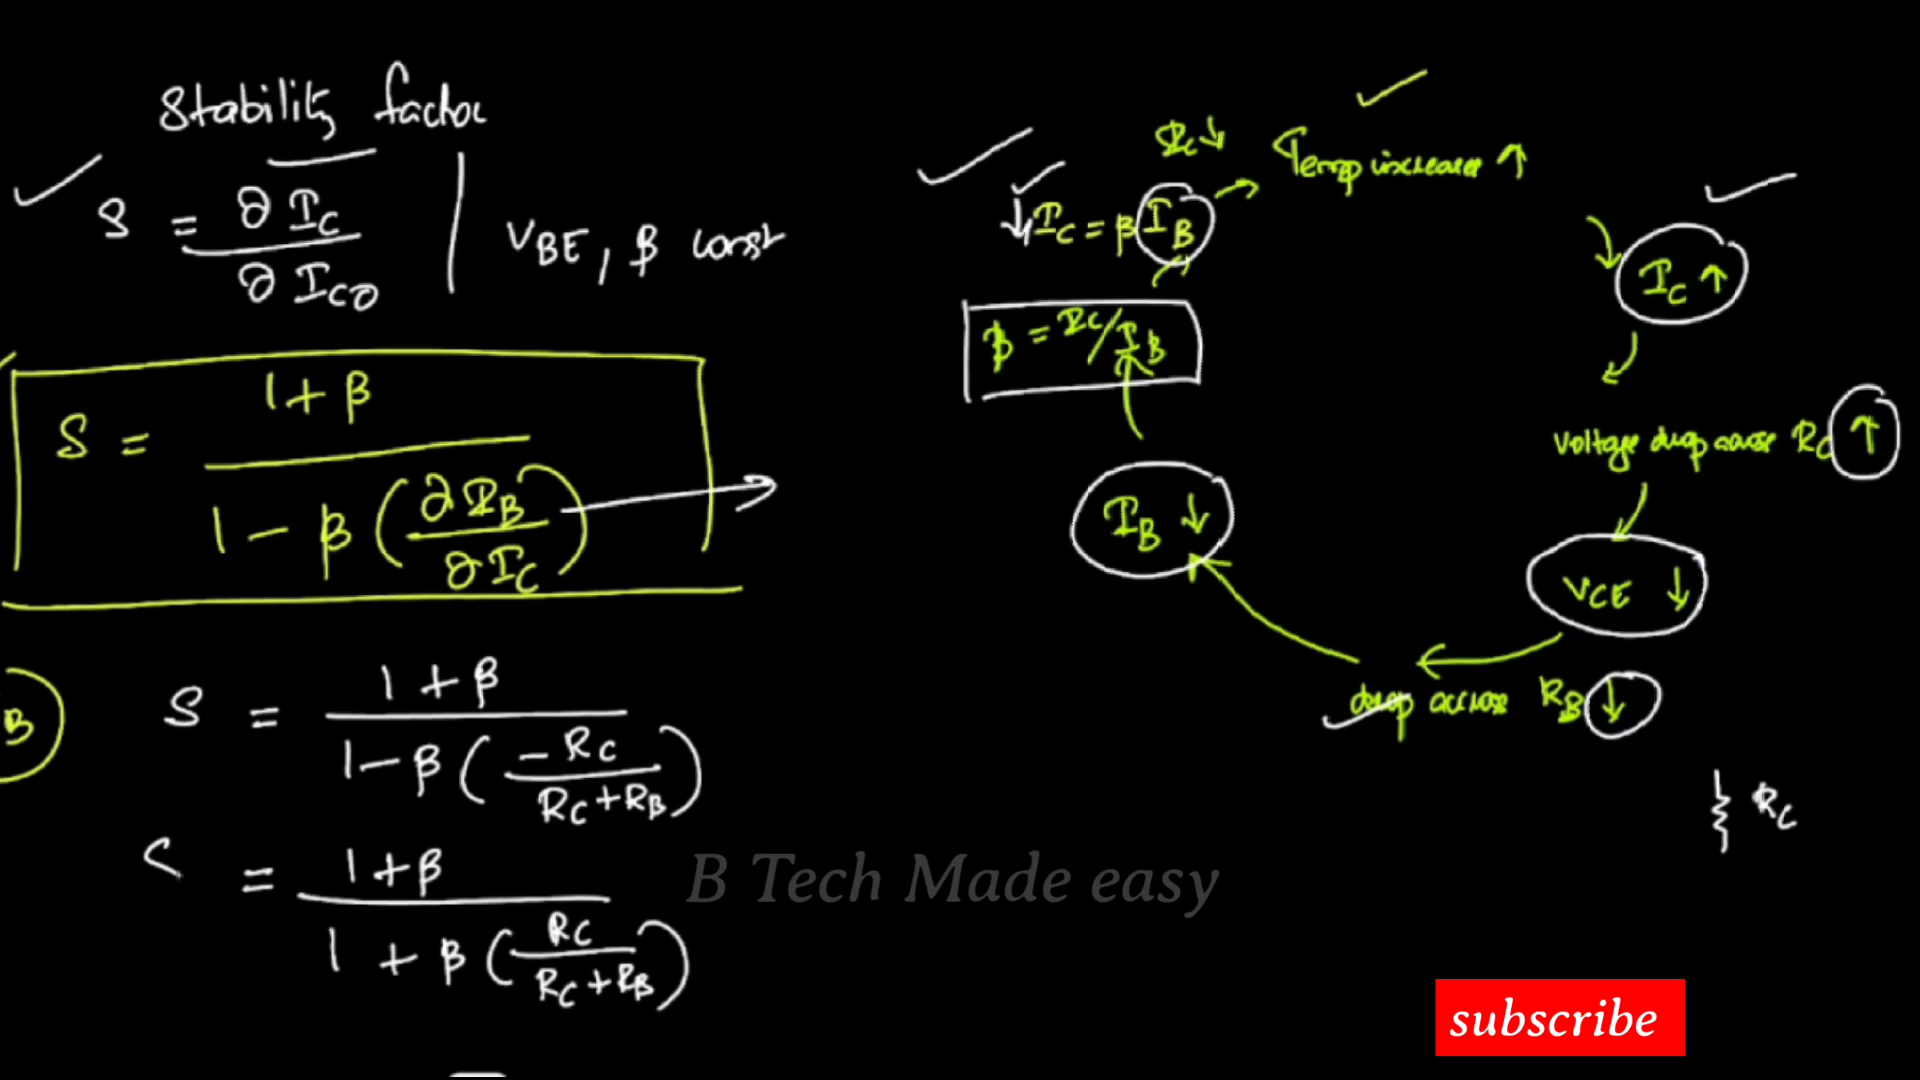 Stability factor
S = ∂IC / ∂ICO | VBE, β const
S = 1 + β / 1 - β (∂IB / ∂IC)
B
S = 1 + β / 1 - β (-RC / RC + RB)
= 1 + β / 1 + β (RC / RC + RB)
IC ↓
Temp increases ↑
↓ IC = β IB
IC ↑
β = IC / IB
Voltage drop across RC ↑
IB ↓
VCE ↓
drop across RB ↓
RC
B Tech Made easy
subscribe